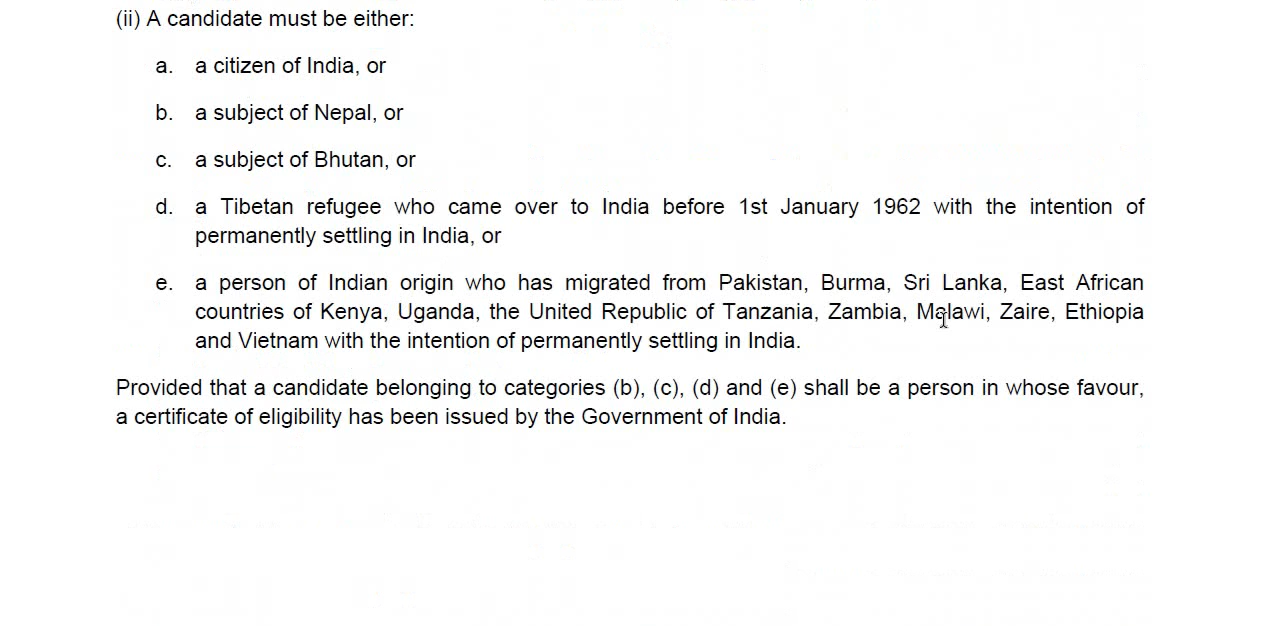 (ii) A candidate must be either:
a. a citizen of India, or
b. a subject of Nepal, or
c. a subject of Bhutan, or
d. a Tibetan refugee who came over to India before 1st January 1962 with the intention of
permanently settling in India, or
e. a person of Indian origin who has migrated from Pakistan, Burma, Sri Lanka, East African
countries of Kenya, Uganda, the United Republic of Tanzania, Zambia, Malawi, Zaire, Ethiopia
and Vietnam with the intention of permanently settling in India.
Provided that a candidate belonging to categories (b), (c), (d) and (e) shall be a person in whose favour,
a certificate of eligibility has been issued by the Government of India.